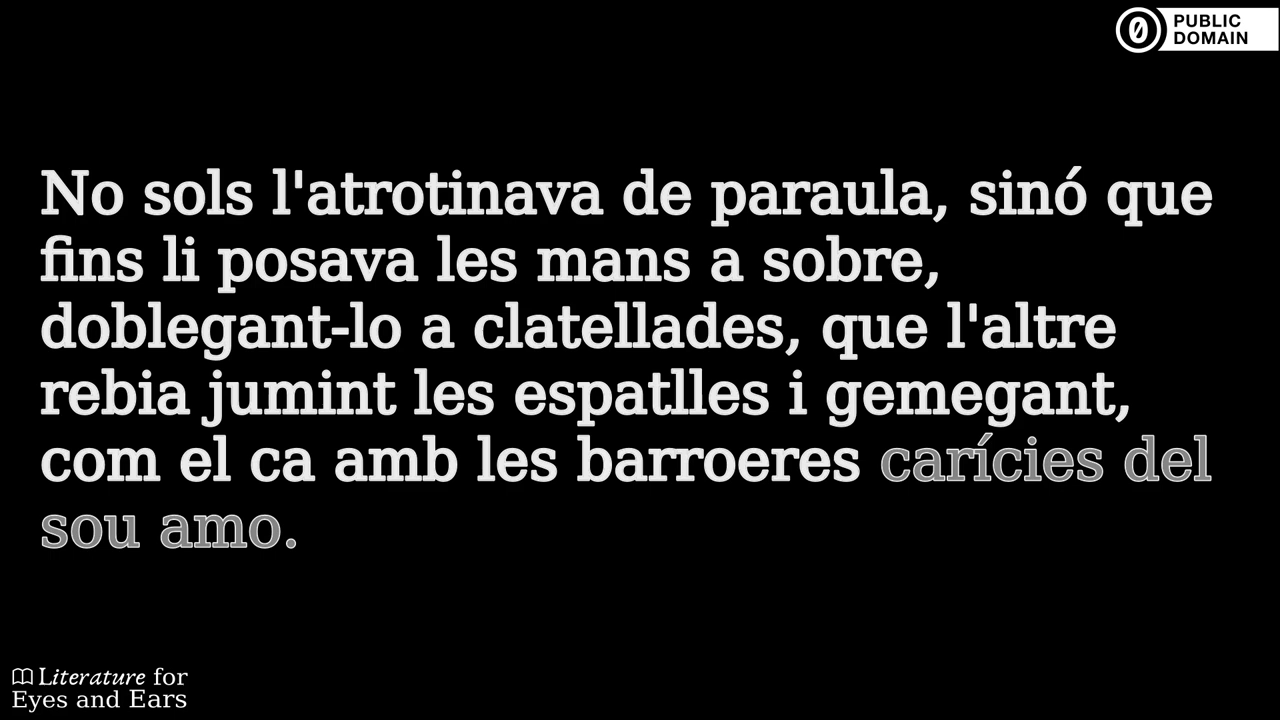 PUBLIC
DOMAIN
No sols l'atrotinava de paraula, sinó que
fins li posava les mans a sobre,
doblegant-lo a clatellades, que l'altre
rebia jumint les espatlles i gemegant,
com el ca amb les barroeres carícies del
sou amo.
Literature for
Eyes and Ears